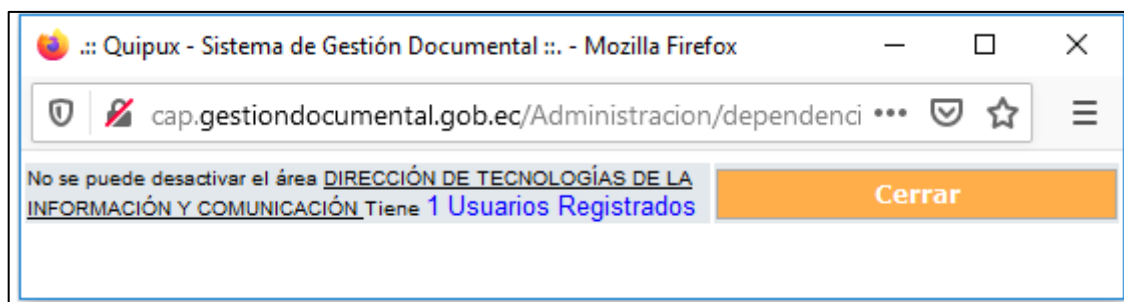 .:: Quipux - Sistema de Gestión Documental ::. - Mozilla Firefox
cap.gestiondocumental.gob.ec/Administracion/dependenci
No se puede desactivar el área DIRECCIÓN DE TECNOLOGÍAS DE LA
INFORMACIÓN Y COMUNICACIÓN Tiene 1 Usuarios Registrados
Cerrar